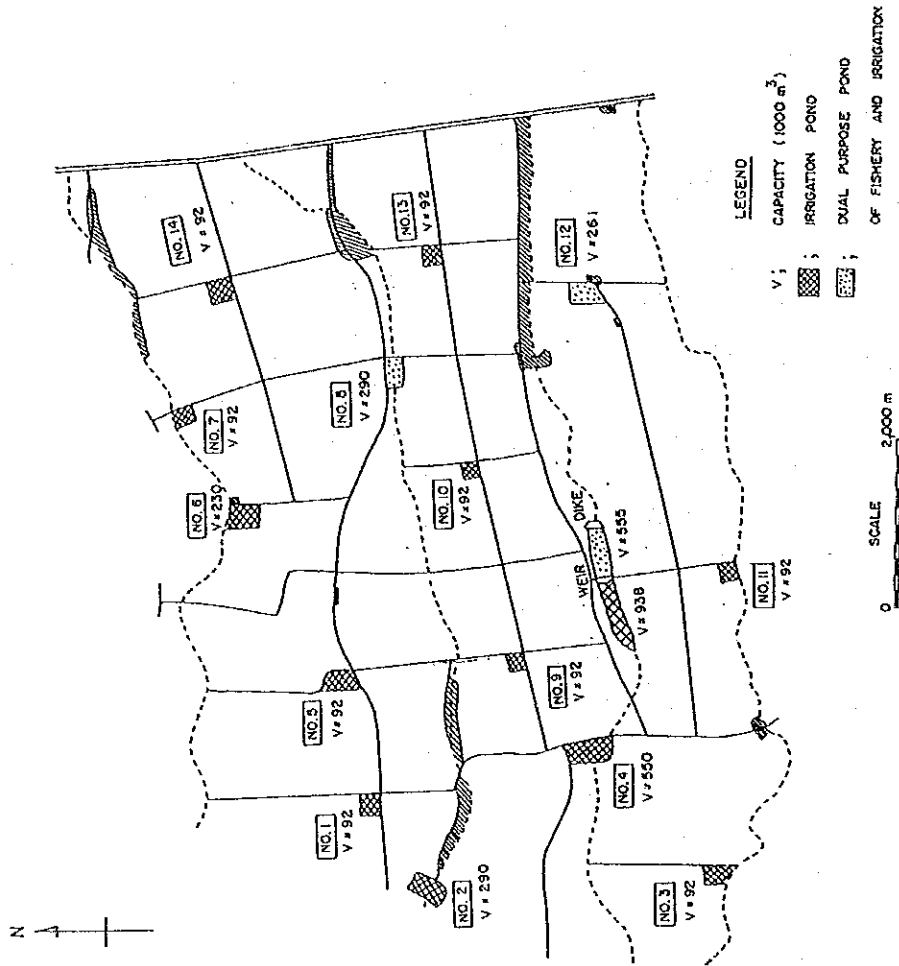 N
NO. 14
V = 92
NO. 7
V = 92
NO. 6
V = 230
NO. 13
V = 92
NO. 8
V = 290
NO. 12
V = 261
NO. 10
V = 92
NO. 5
V = 92
NO. 1
V = 92
NO. 2
V = 290
NO. 9
V = 92
WEIR
DIKE
V = 555
V = 938
NO. 4
V = 550
NO. 11
V = 92
NO. 3
V = 92
LEGEND
V ; CAPACITY (1000 m³)
; IRRIGATION POND
; DUAL PURPOSE POND
OF FISHERY AND IRRIGATION
SCALE
0 2,000 m